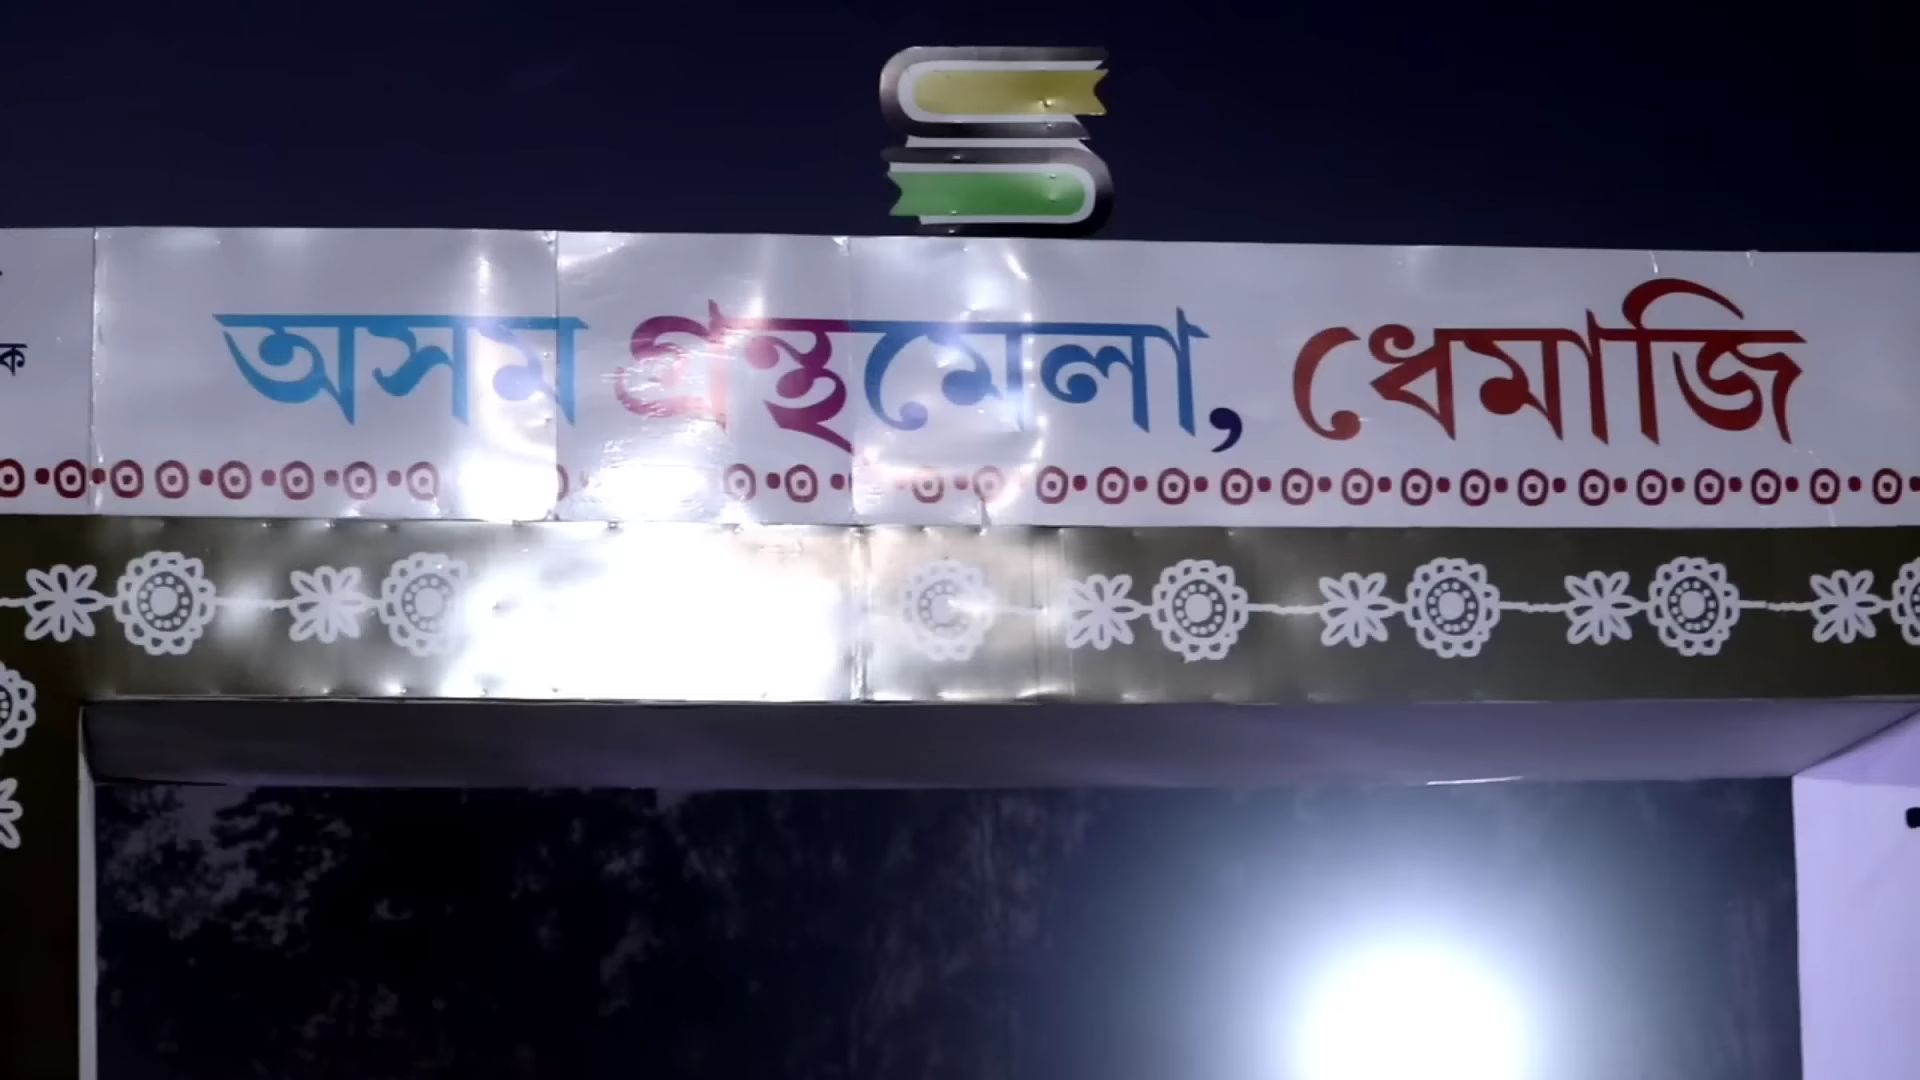 অসম গ্ৰন্থমেলা, ধেমাজি